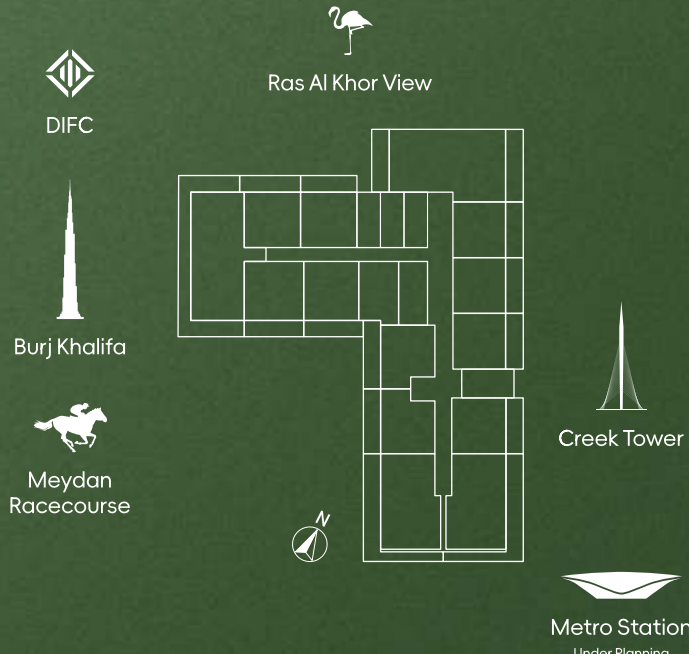 Ras Al Khor View
DIFC
Burj Khalifa
Creek Tower
Meydan
Racecourse
N
Metro Station
Under Planning